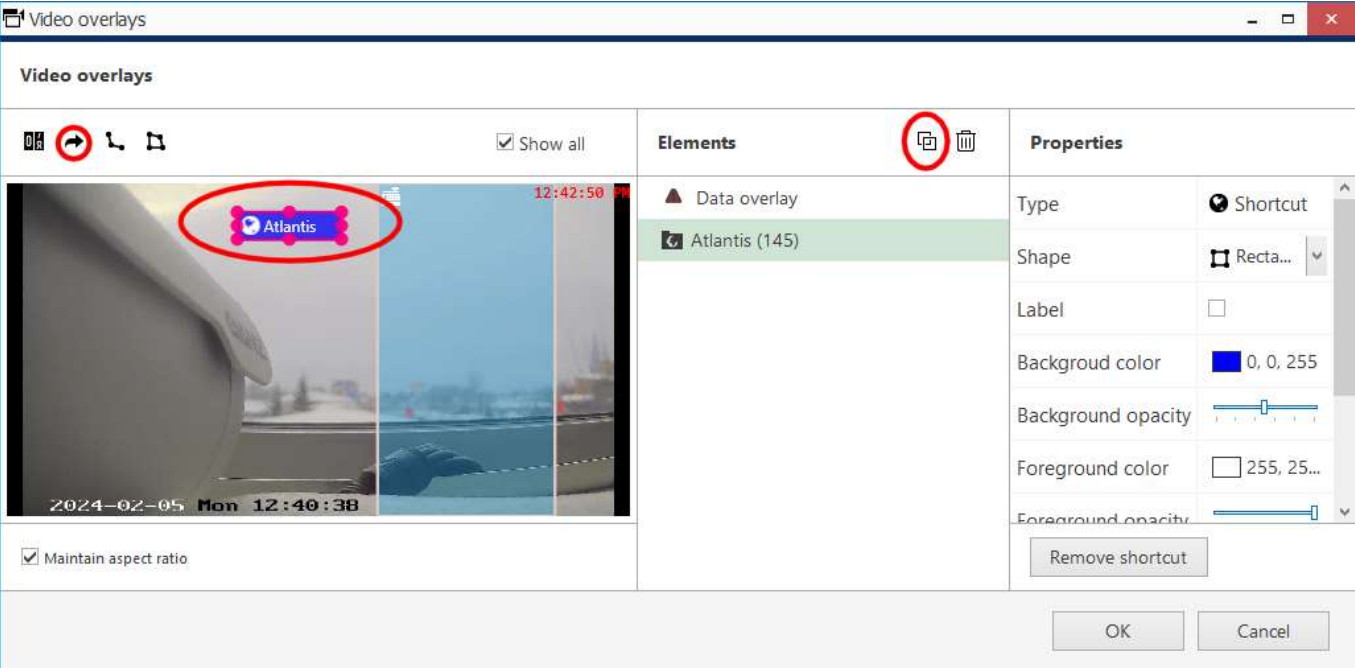 Video overlays
Video overlays
Show all
Elements
Properties
12:42:50 PM
Atlantis
2024-02-05 Mon 12:40:38
Maintain aspect ratio
Data overlay
Atlantis (145)
Type Shortcut
Shape Recta...
Label
Backgroud color 0, 0, 255
Background opacity
Foreground color 255, 25...
Foreground opacity
Remove shortcut
OK Cancel